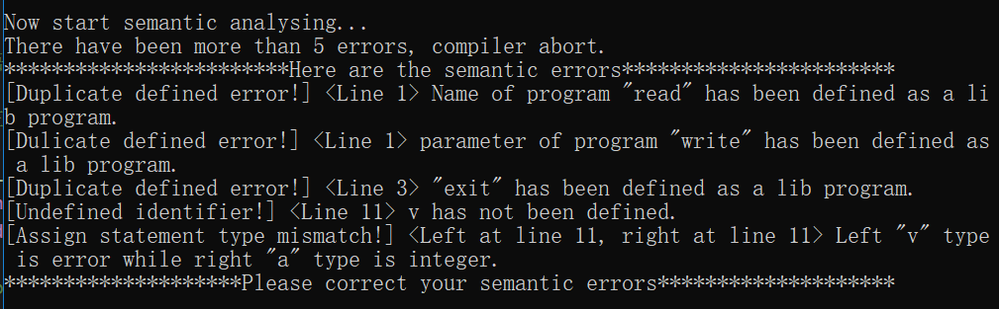 Now start semantic analysing...
There have been more than 5 errors, compiler abort.
************************Here are the semantic errors***********************
[Duplicate defined error!] <Line 1> Name of program "read" has been defined as a li
b program.
[Dulicate defined error!] <Line 1> parameter of program "write" has been defined as
 a lib program.
[Duplicate defined error!] <Line 3> "exit" has been defined as a lib program.
[Undefined identifier!] <Line 11> v has not been defined.
[Assign statement type mismatch!] <Left at line 11, right at line 11> Left "v" type
 is error while right "a" type is integer.
********************Please correct your semantic errors********************